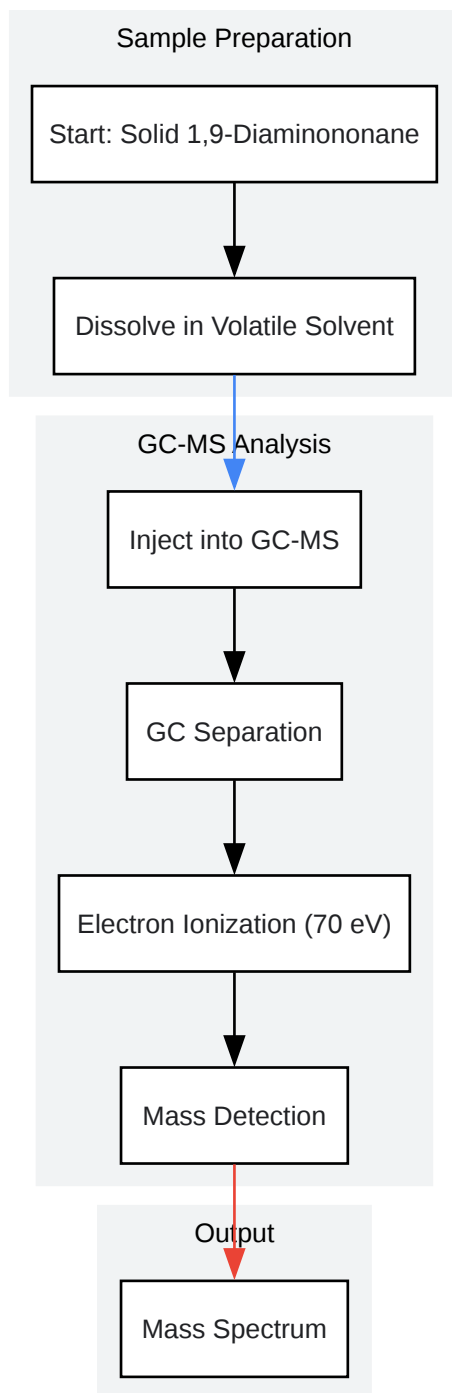 Sample Preparation
Start: Solid 1,9-Diaminononane
Dissolve in Volatile Solvent
GC-MS Analysis
Inject into GC-MS
GC Separation
Electron Ionization (70 eV)
Mass Detection
Output
Mass Spectrum